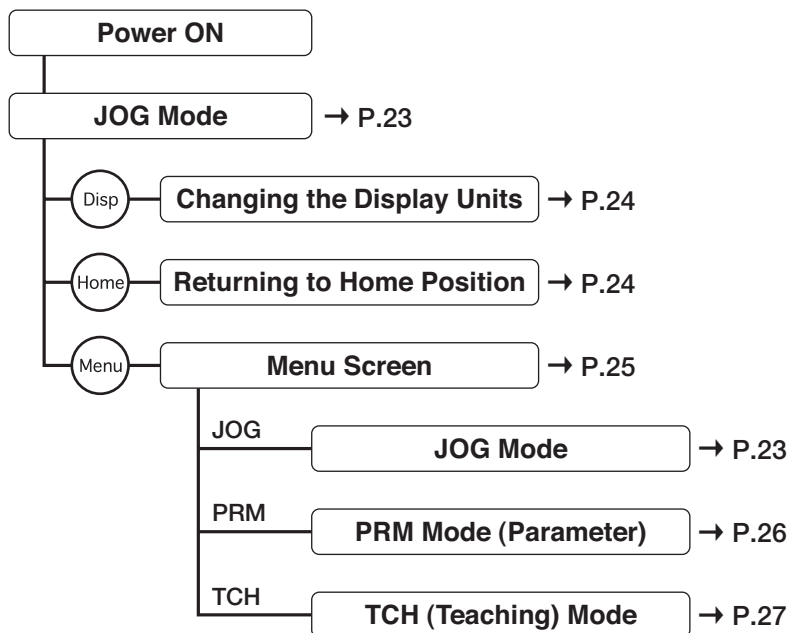 Power ON
JOG Mode → P.23
Disp Changing the Display Units → P.24
Home Returning to Home Position → P.24
Menu Menu Screen → P.25
JOG JOG Mode → P.23
PRM PRM Mode (Parameter) → P.26
TCH TCH (Teaching) Mode → P.27